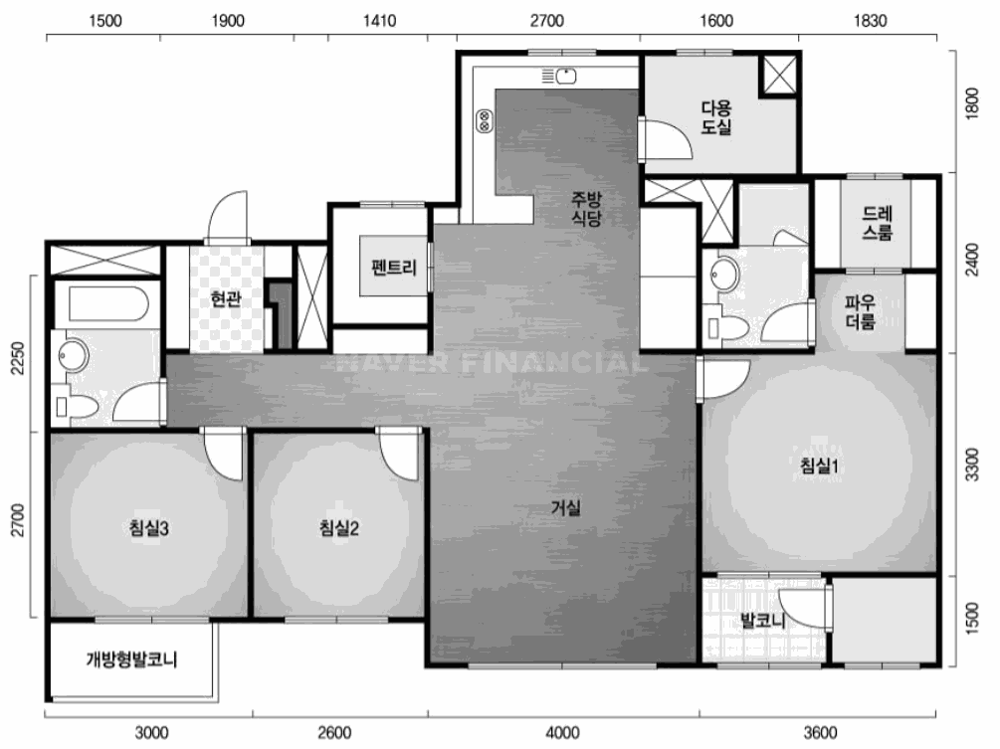 1500 1900 1410 2700 1600 1830
1800
다용
도실
주방
식당
드레
스룸
2400
펜트리
현관
파우
더룸
2250
NAVER FINANCIAL
침실1
3300
거실
침실3
침실2
2700
발코니
1500
개방형발코니
3000 2600 4000 3600